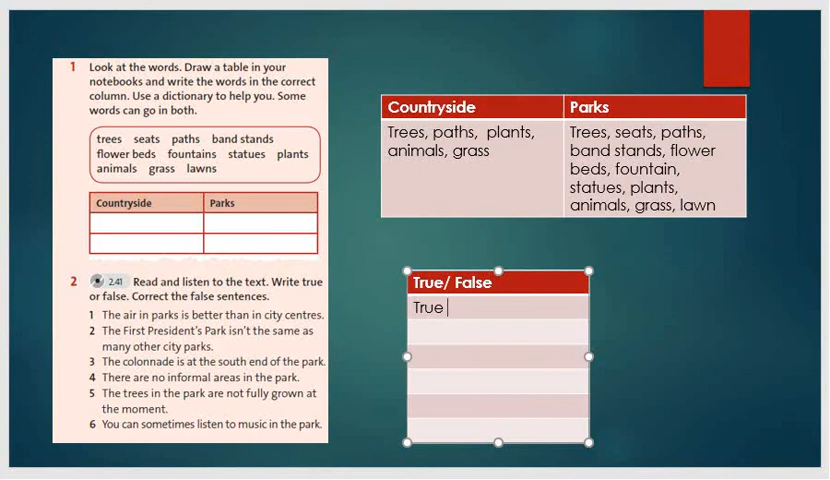 1 Look at the words. Draw a table in your
notebooks and write the words in the correct
column. Use a dictionary to help you. Some
words can go in both.
trees seats paths band stands
flower beds fountains statues plants
animals grass lawns
Countryside Parks
2 2.41 Read and listen to the text. Write true
or false. Correct the false sentences.
1 The air in parks is better than in city centres.
2 The First President's Park isn't the same as
many other city parks.
3 The colonnade is at the south end of the park.
4 There are no informal areas in the park.
5 The trees in the park are not fully grown at
the moment.
6 You can sometimes listen to music in the park.
Countryside Parks
Trees, paths, plants,
animals, grass
Trees, seats, paths,
band stands, flower
beds, fountain,
statues, plants,
animals, grass, lawn
True/ False
True